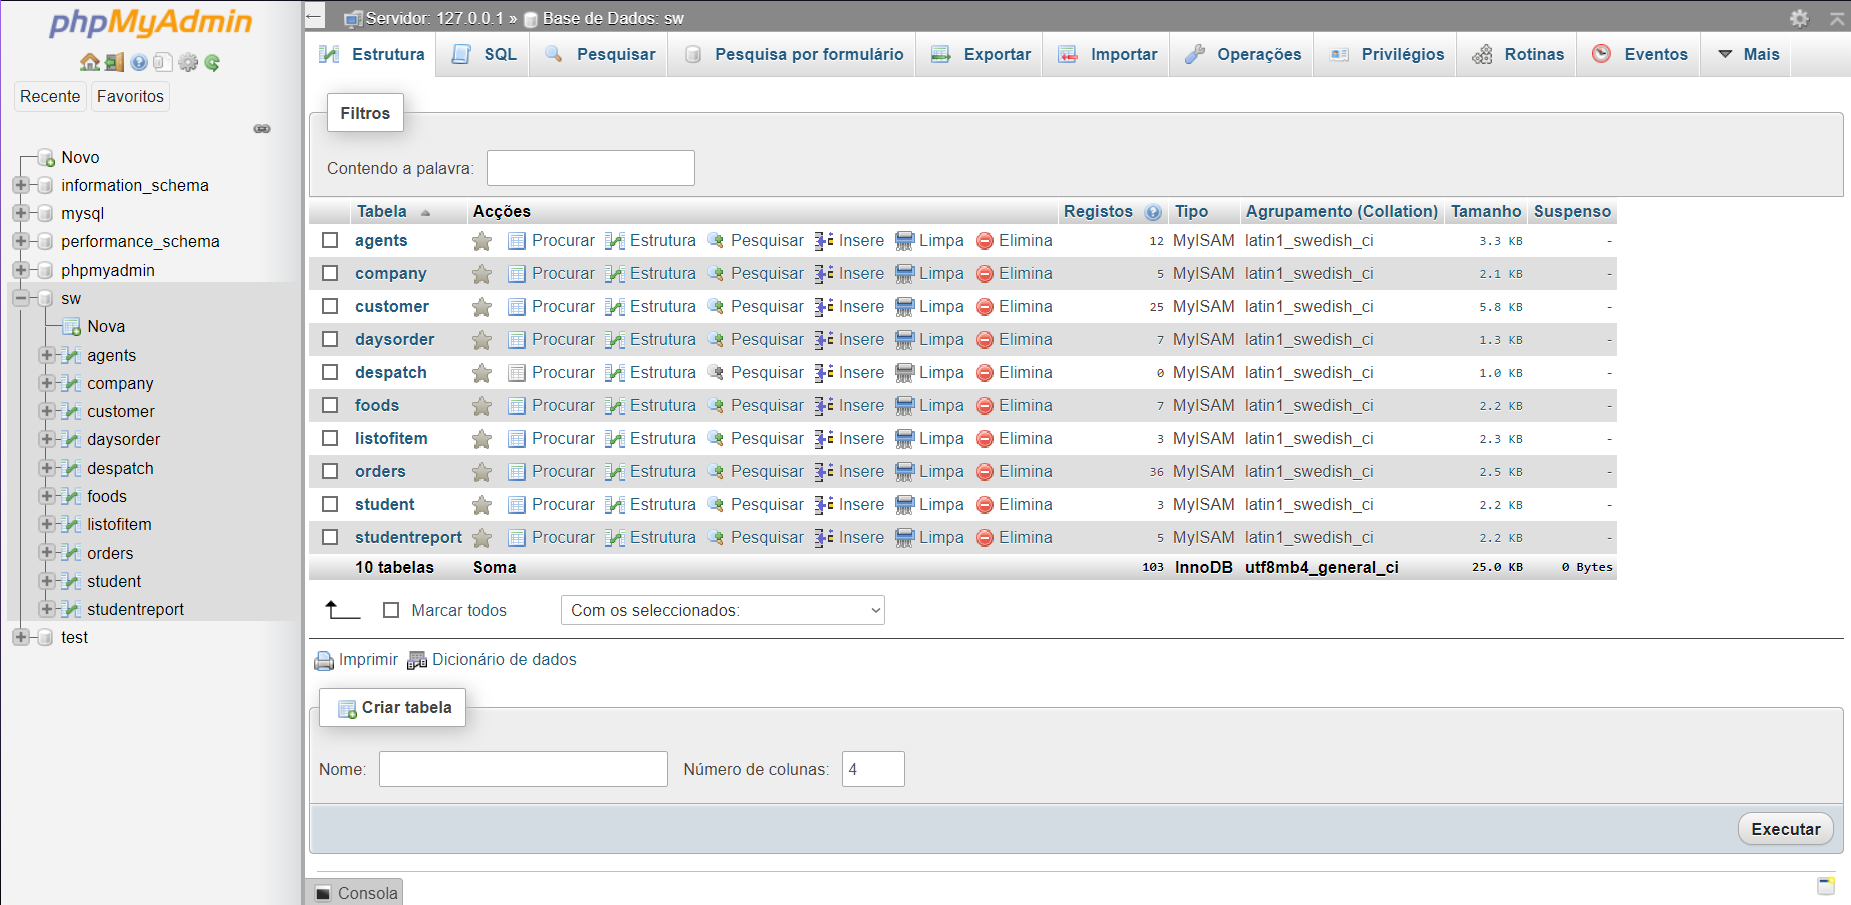 phpMyAdmin
Recente Favoritos
Novo
information_schema
mysql
performance_schema
phpmyadmin
sw
Nova
agents
company
customer
daysorder
despatch
foods
listofitem
orders
student
studentreport
test
Servidor: 127.0.0.1 » Base de Dados: sw
Estrutura SQL Pesquisar Pesquisa por formulário Exportar Importar Operações Privilégios Rotinas Eventos Mais
Filtros
Contendo a palavra:
Tabela Acções Registos Tipo Agrupamento (Collation) Tamanho Suspenso
agents Procurar Estrutura Pesquisar Insere Limpa Elimina 12 MyISAM latin1_swedish_ci 3.3 KB -
company Procurar Estrutura Pesquisar Insere Limpa Elimina 5 MyISAM latin1_swedish_ci 2.1 KB -
customer Procurar Estrutura Pesquisar Insere Limpa Elimina 25 MyISAM latin1_swedish_ci 5.8 KB -
daysorder Procurar Estrutura Pesquisar Insere Limpa Elimina 7 MyISAM latin1_swedish_ci 1.3 KB -
despatch Procurar Estrutura Pesquisar Insere Limpa Elimina 0 MyISAM latin1_swedish_ci 1.0 KB -
foods Procurar Estrutura Pesquisar Insere Limpa Elimina 7 MyISAM latin1_swedish_ci 2.2 KB -
listofitem Procurar Estrutura Pesquisar Insere Limpa Elimina 3 MyISAM latin1_swedish_ci 2.3 KB -
orders Procurar Estrutura Pesquisar Insere Limpa Elimina 36 MyISAM latin1_swedish_ci 2.5 KB -
student Procurar Estrutura Pesquisar Insere Limpa Elimina 3 MyISAM latin1_swedish_ci 2.2 KB -
studentreport Procurar Estrutura Pesquisar Insere Limpa Elimina 5 MyISAM latin1_swedish_ci 2.2 KB -
10 tabelas Soma 103 InnoDB utf8mb4_general_ci 25.0 KB 0 Bytes
Marcar todos Com os seleccionados:
Imprimir Dicionário de dados
Criar tabela
Nome: Número de colunas: 4
Executar
Consola